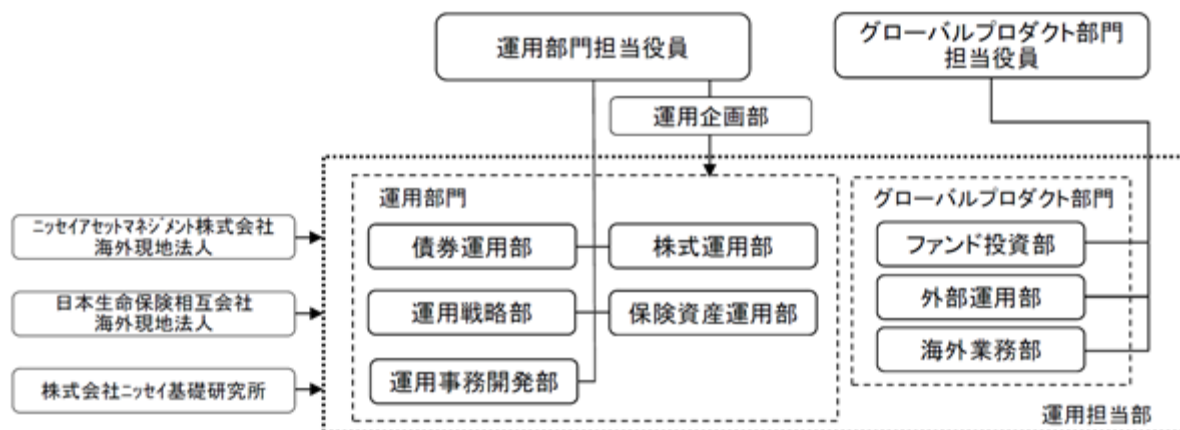 運用部門担当役員
グローバルプロダクト部門
担当役員
運用企画部
運用部門
グローバルプロダクト部門
ニッセイアセットマネジメント株式会社
海外現地法人
債券運用部
株式運用部
ファンド投資部
日本生命保険相互会社
海外現地法人
運用戦略部
保険資産運用部
外部運用部
海外業務部
株式会社ニッセイ基礎研究所
運用事務開発部
運用担当部